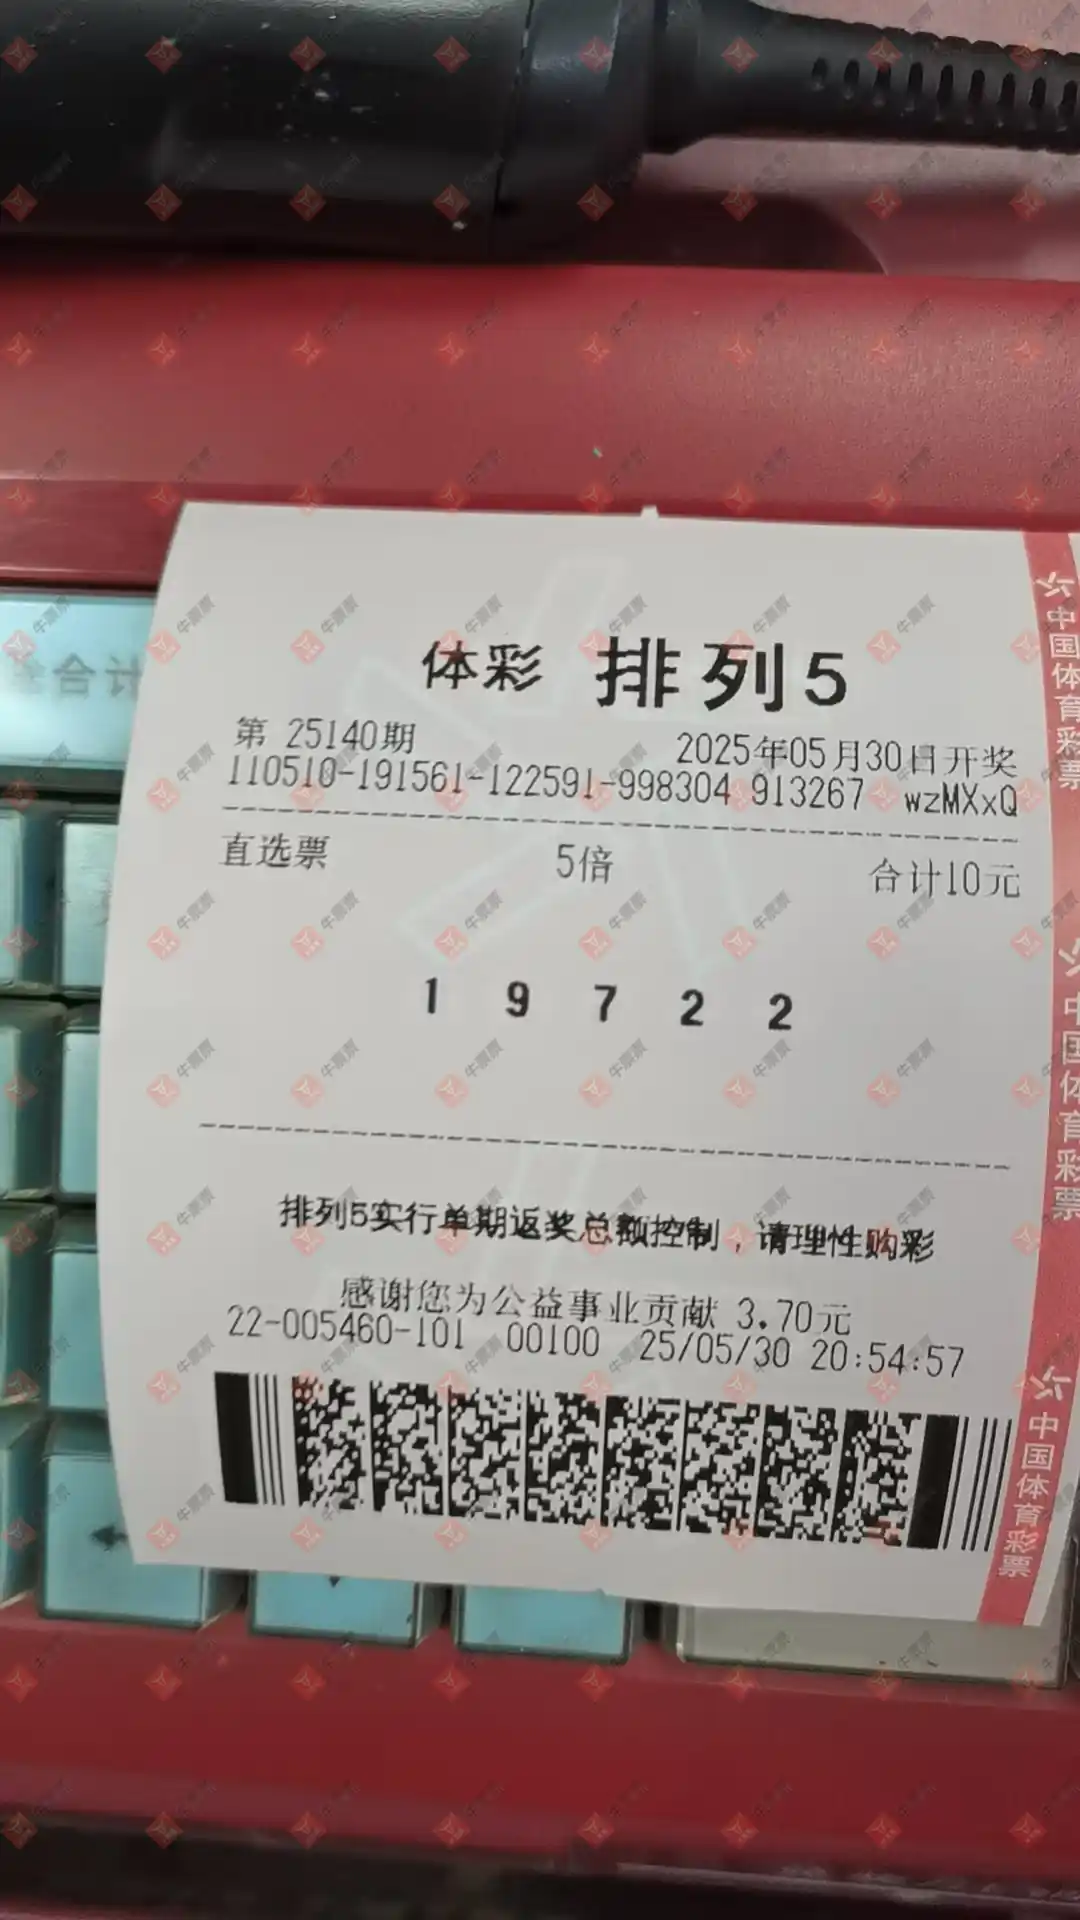 合计
体彩 排列5
第 25140期 2025年05月30日开奖
110510-191561-122591-998304 913267 wzMXxQ
直选票 5倍 合计10元
1 9 7 2 2
排列5实行单期返奖总额控制，请理性购彩
感谢您为公益事业贡献 3.70元
22-005460-101 00100 25/05/30 20:54:57
中国体育彩票
中国体育彩票
中国体育彩票
牛票票